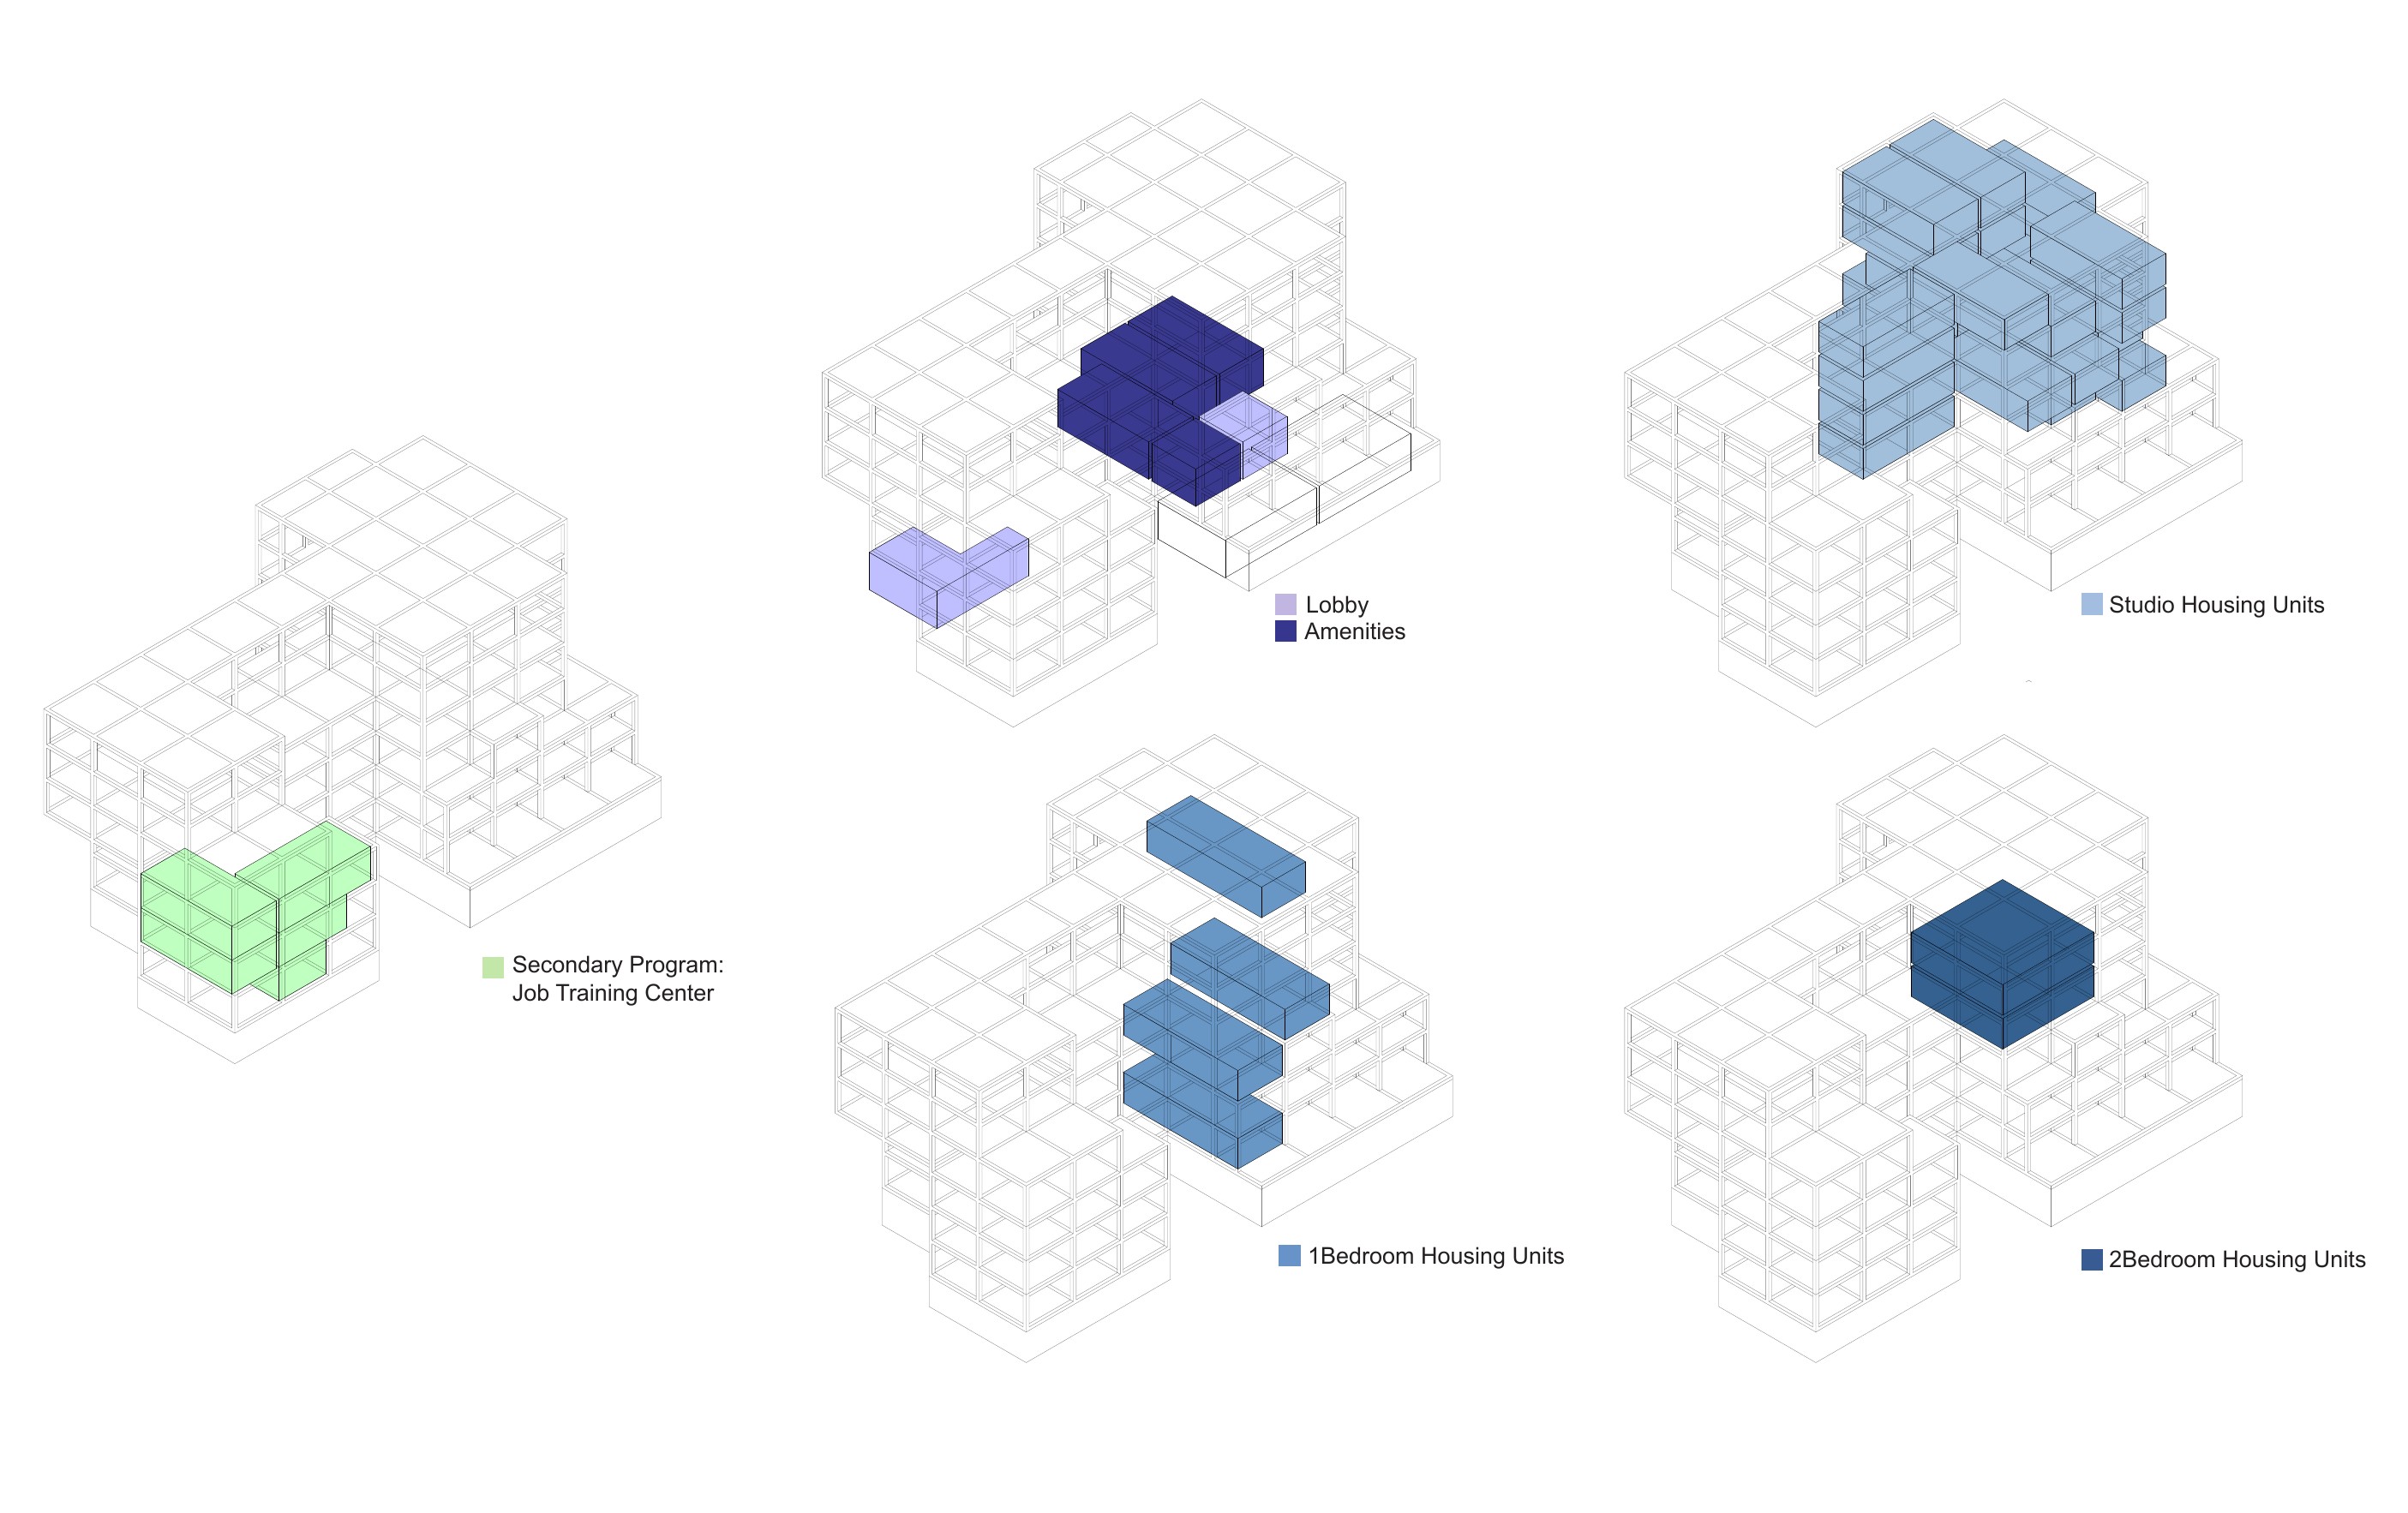 Lobby
Amenities
Studio Housing Units
Secondary Program:
Job Training Center
1Bedroom Housing Units
2Bedroom Housing Units